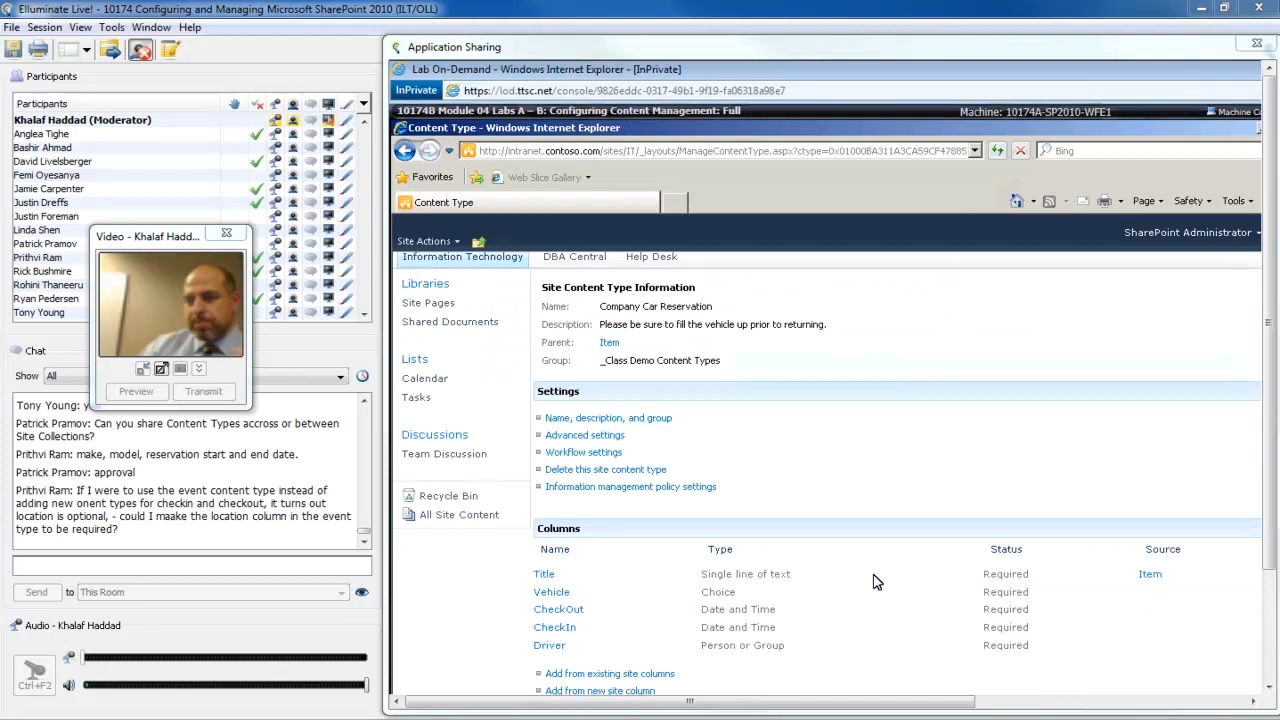 Elluminate Live! - 10174 Configuring and Managing Microsoft SharePoint 2010 (ILT/OLL)
File Session View Tools Window Help
Participants
Participants
Khalaf Haddad (Moderator)
Anglea Tighe
Bashir Ahmad
David Livelsberger
Femi Oyesanya
Jamie Carpenter
Justin Dreffs
Justin Foreman
Linda Shen
Patrick Pramov
Prithvi Ram
Rick Bushmire
Rohini Thaneeru
Ryan Pedersen
Tony Young
Video - Khalaf Hadd...
Preview Transmit
Chat
Show All
Tony Young: y
Patrick Pramov: Can you share Content Types accross or between
Site Collections?
Prithvi Ram: make, model, reservation start and end date.
Patrick Pramov: approval
Prithvi Ram: If I were to use the event content type instead of
adding new onent types for checkin and checkout, it turns out
location is optional, - could I maake the location column in the event
type to be required?
Send to This Room
Audio - Khalaf Haddad
Ctrl+F2
Application Sharing
Lab On-Demand - Windows Internet Explorer - [InPrivate]
InPrivate https://lod.ttsc.net/console/9826eddc-0317-49b1-9f19-fa06318a98e7
10174B Module 04 Labs A – B: Configuring Content Management: Full Machine: 10174A-SP2010-WFE1 Machine Co
Content Type - Windows Internet Explorer
http://intranet.contoso.com/sites/IT/_layouts/ManageContentType.aspx?ctype=0x01000BA311A3CA59CF47885 Bing
Favorites Web Slice Gallery
Content Type Page Safety Tools
Site Actions SharePoint Administrator
Information Technology DBA Central Help Desk
Libraries
Site Pages
Shared Documents
Lists
Calendar
Tasks
Discussions
Team Discussion
Recycle Bin
All Site Content
Site Content Type Information
Name: Company Car Reservation
Description: Please be sure to fill the vehicle up prior to returning.
Parent: Item
Group: _Class Demo Content Types
Settings
Name, description, and group
Advanced settings
Workflow settings
Delete this site content type
Information management policy settings
Columns
Name Type Status Source
Title Single line of text Required Item
Vehicle Choice Required
CheckOut Date and Time Required
CheckIn Date and Time Required
Driver Person or Group Required
Add from existing site columns
Add from new site column